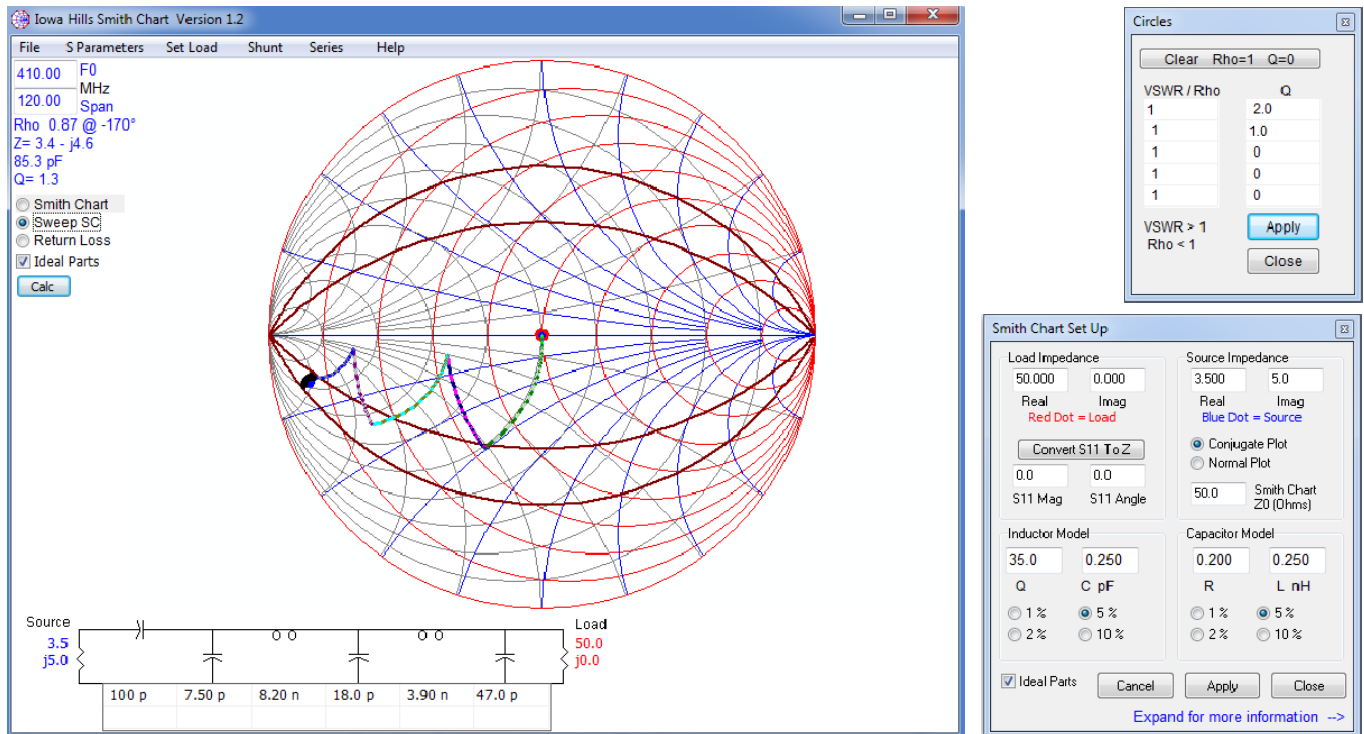 Iowa Hills Smith Chart Version 1.2
File S Parameters Set Load Shunt Series Help
410.00 F0
MHz
120.00 Span
Rho 0.87 @ -170°
Z= 3.4 - j4.6
85.3 pF
Q= 1.3
Smith Chart
Sweep SC
Return Loss
Ideal Parts
Calc
Source
3.5
j5.0
Load
50.0
j0.0
100 p 7.50 p 8.20 n 18.0 p 3.90 n 47.0 p
Circles
Clear Rho=1 Q=0
VSWR / Rho Q
1 2.0
1 1.0
1 0
1 0
1 0
VSWR > 1
Rho < 1
Apply
Close
Smith Chart Set Up
Load Impedance
50.000 0.000
Real Imag
Red Dot = Load
Convert S11 To Z
0.0 0.0
S11 Mag S11 Angle
Source Impedance
3.500 5.0
Real Imag
Blue Dot = Source
Conjugate Plot
Normal Plot
50.0 Smith Chart
Z0 (Ohms)
Inductor Model
35.0 0.250
Q C pF
1 % 5 %
2 % 10 %
Capacitor Model
0.200 0.250
R L nH
1 % 5 %
2 % 10 %
Ideal Parts Cancel Apply Close
Expand for more information -->